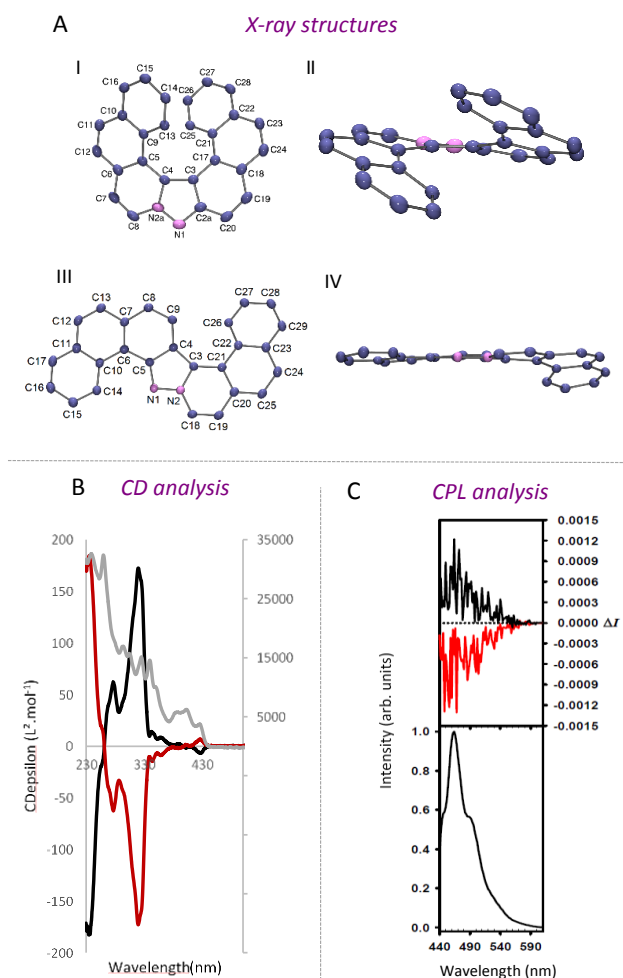 A
X-ray structures
I
C15
C16
C14
C11
C10
C13
C9
C12
C5
C6
C4
C7
C8
N2a
N1
C27
C28
C26
C22
C25
C23
C21
C17
C24
C18
C3
C19
C2a
C20
II
III
C13
C8
C12
C7
C9
C11
C6
C4
C17
C10
C5
C3
C16
C14
C15
N1
N2
C18
C19
C27
C28
C26
C29
C22
C23
C21
C24
C20
C25
IV
B
CD analysis
200
150
100
50
0
-50
-100
-150
-200
CDepsilon (L².mol⁻¹)
35000
25000
15000
5000
230
330
430
Wavelength(nm)
C
CPL analysis
0.0015
0.0012
0.0009
0.0006
0.0003
0.0000 ΔI
-0.0003
-0.0006
-0.0009
-0.0012
-0.0015
Intensity (arb. units)
1.0
0.8
0.6
0.4
0.2
0.0
440
490
540
590
Wavelength (nm)